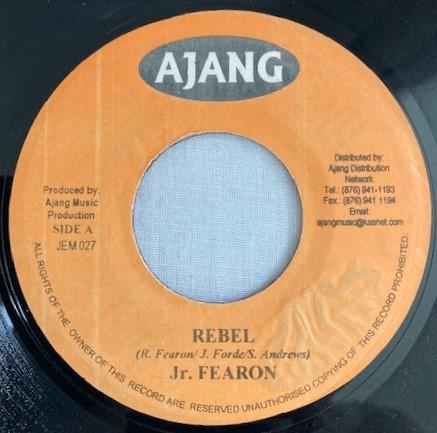 AJANG
Produced by:
Ajang Music
Production
SIDE A
JEM 027
Distributed by:
Ajang Distribution
Network
Tel.: (876) 941-1193
Fax.: (876) 941 1194
Email:
ajangmusic@kasnet.com
REBEL
(R. Fearon/ J. Forde/S. Andrews)
Jr. FEARON
ALL RIGHTS OF THE OWNER OF THIS RECORD ARE RESERVED UNAUTHORISED COPYING OF THIS RECORD PROHIBITED.